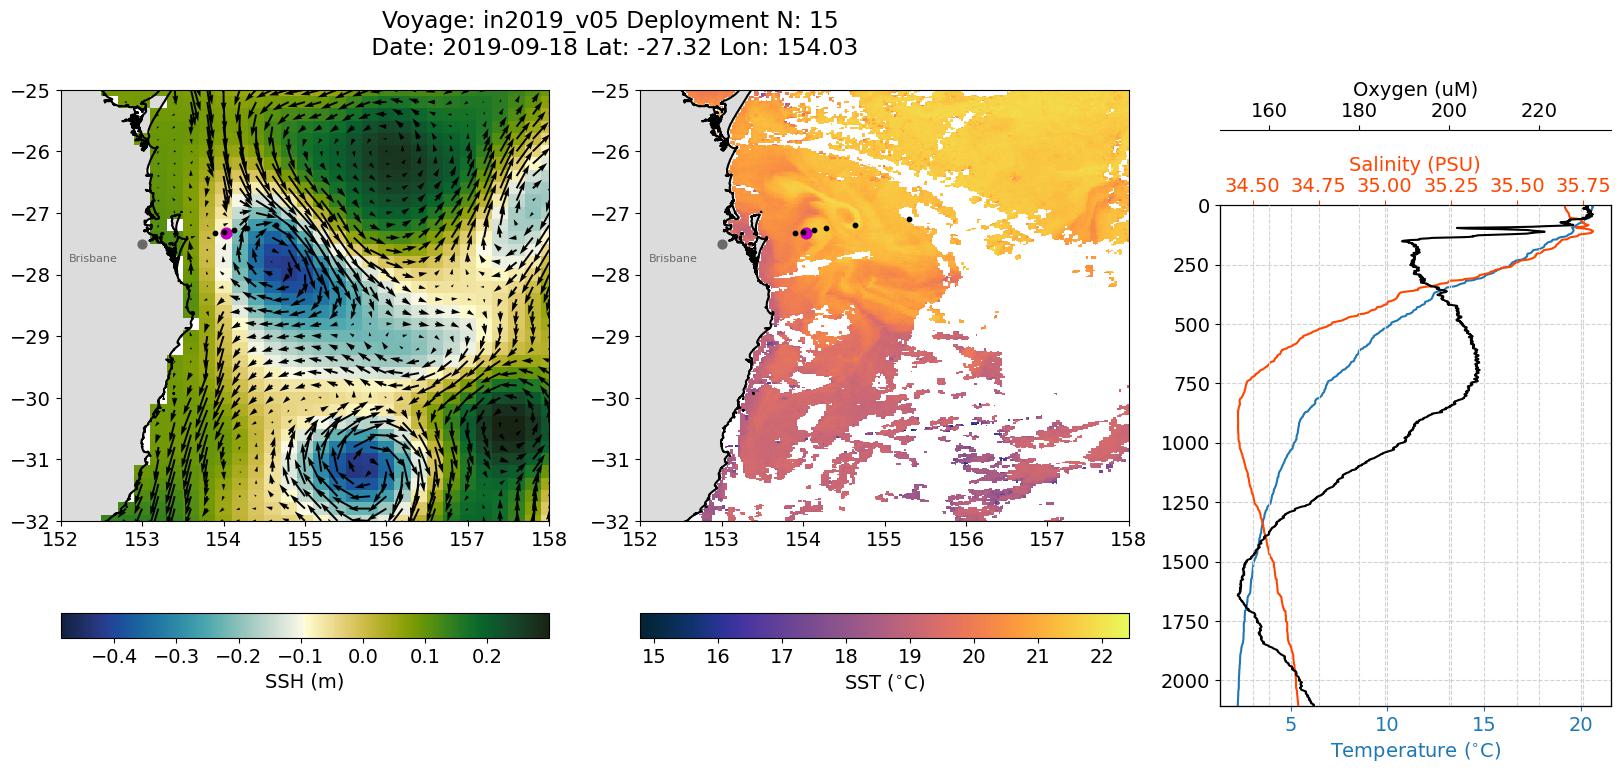 Voyage: in2019_v05 Deployment N: 15
Date: 2019-09-18 Lat: -27.32 Lon: 154.03
−25
−26
−27
−28
−29
−30
−31
−32
152 153 154 155 156 157 158
Brisbane
−0.4 −0.3 −0.2 −0.1 0.0 0.1 0.2
SSH (m)
−25
−26
−27
−28
−29
−30
−31
−32
152 153 154 155 156 157 158
Brisbane
15 16 17 18 19 20 21 22
SST (°C)
Oxygen (uM)
160 180 200 220
Salinity (PSU)
34.50 34.75 35.00 35.25 35.50 35.75
0
250
500
750
1000
1250
1500
1750
2000
5 10 15 20
Temperature (°C)